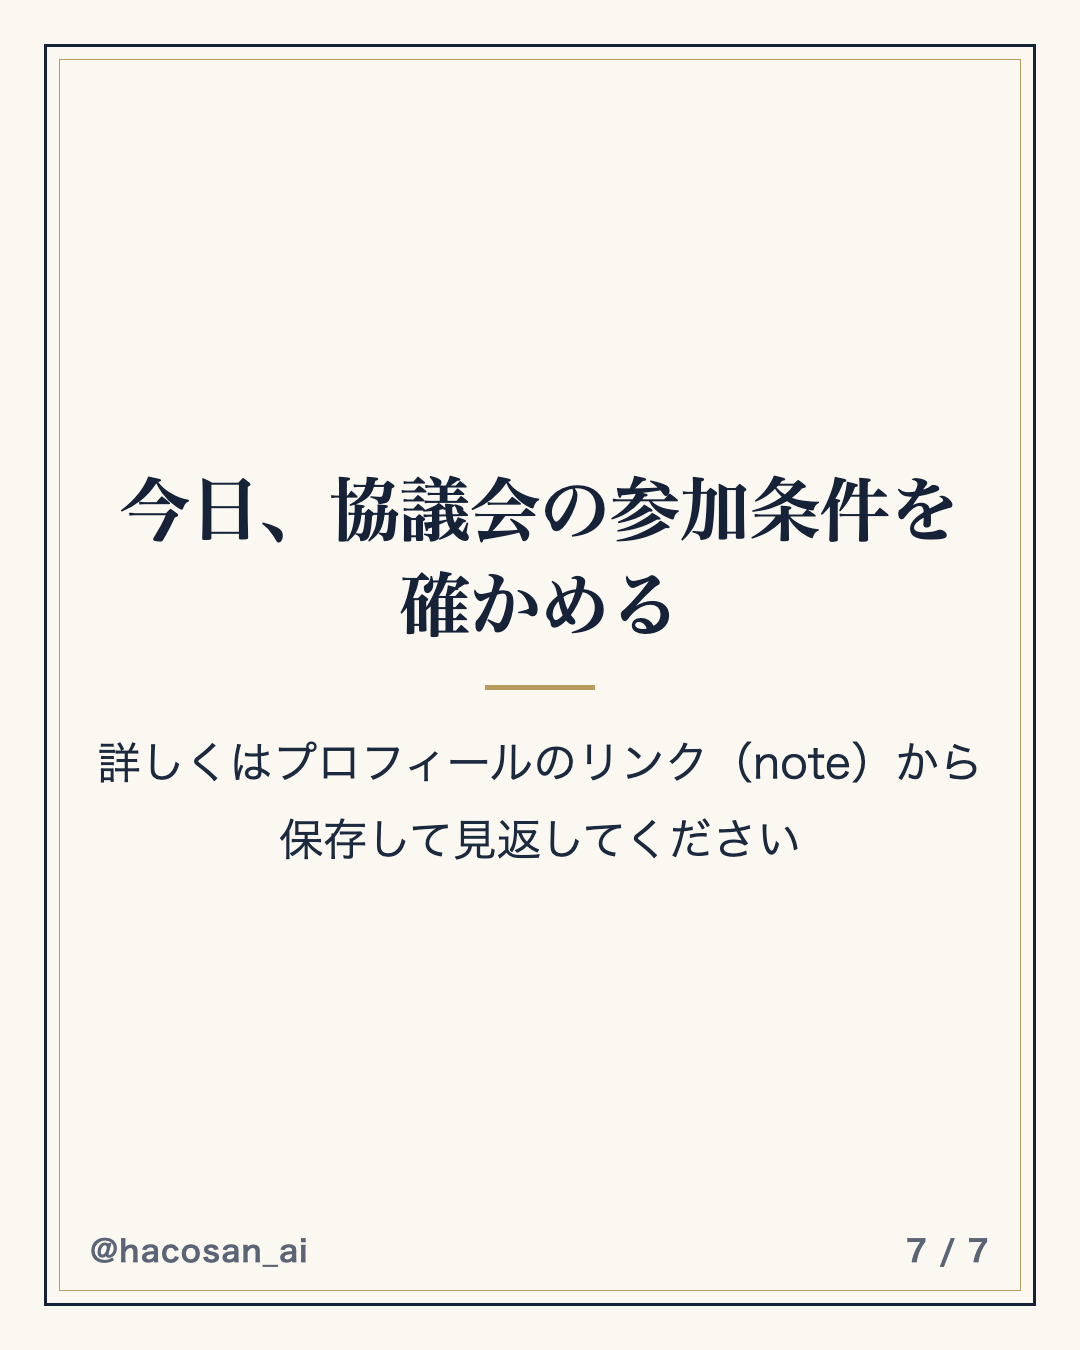 今日、協議会の参加条件を
確かめる
詳しくはプロフィールのリンク（note）から
保存して見返してください
@hacosan_ai
7 / 7